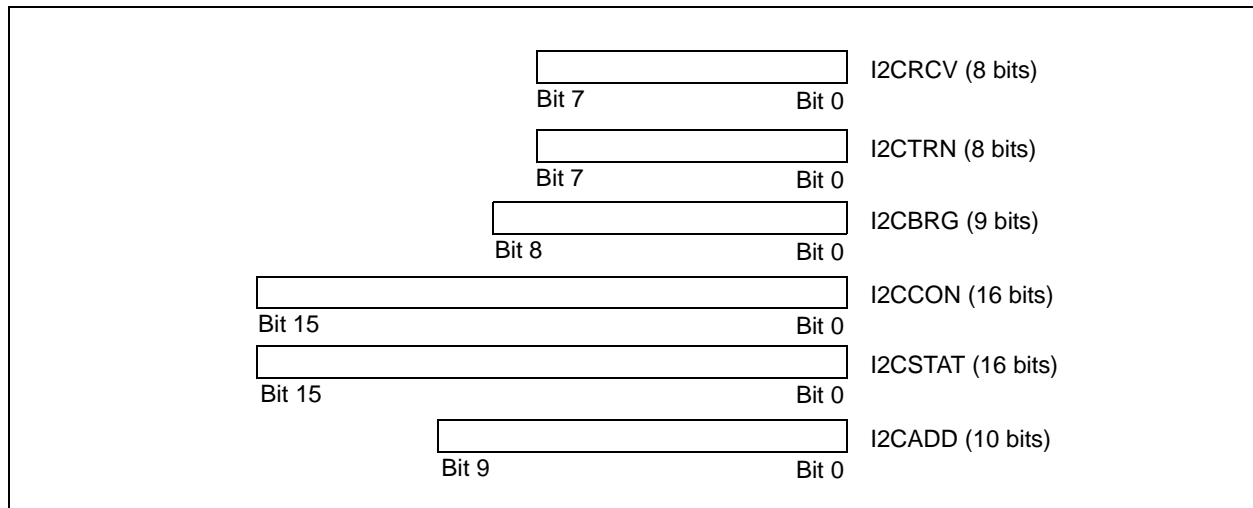 I2CRCV (8 bits)
Bit 7 Bit 0
I2CTRN (8 bits)
Bit 7 Bit 0
I2CBRG (9 bits)
Bit 8 Bit 0
I2CCON (16 bits)
Bit 15 Bit 0
I2CSTAT (16 bits)
Bit 15 Bit 0
I2CADD (10 bits)
Bit 9 Bit 0